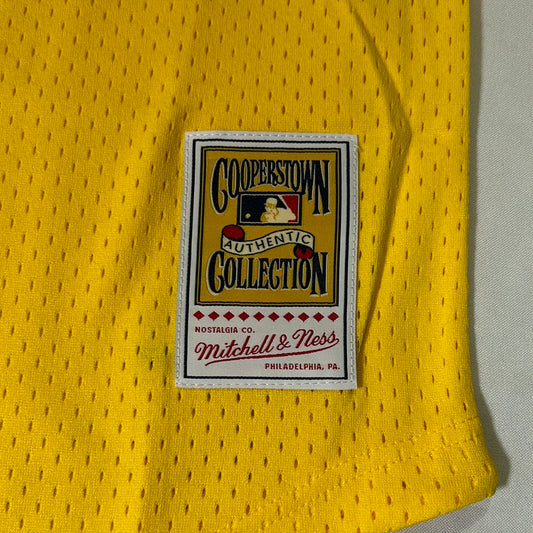 COOPERSTOWN
AUTHENTIC
COLLECTION
NOSTALGIA CO.
Mitchell & Ness
PHILADELPHIA, PA.